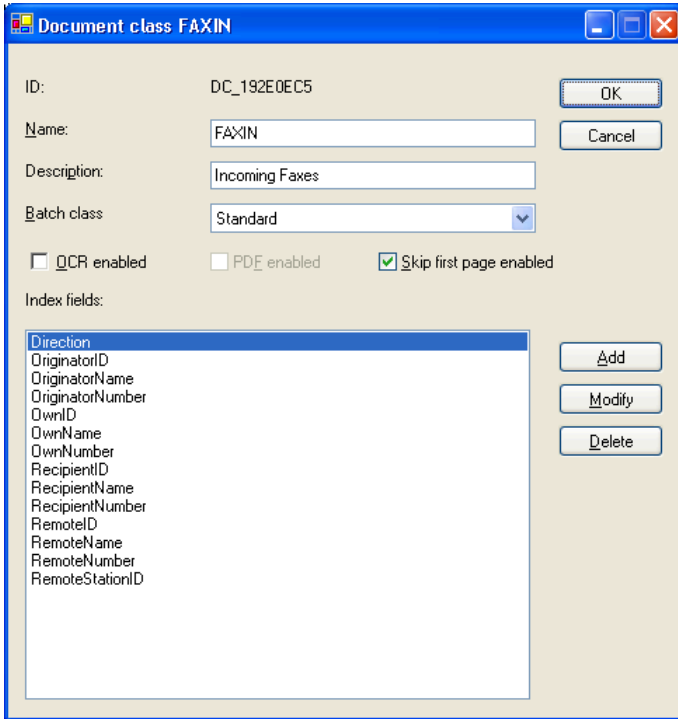 Document class FAXIN
ID: DC_192E0EC5 OK
Name: FAXIN Cancel
Description: Incoming Faxes
Batch class Standard
OCR enabled PDF enabled Skip first page enabled
Index fields:
Direction
OriginatorID Add
OriginatorName
OriginatorNumber Modify
OwnID
OwnName Delete
OwnNumber
RecipientID
RecipientName
RecipientNumber
RemoteID
RemoteName
RemoteNumber
RemoteStationID